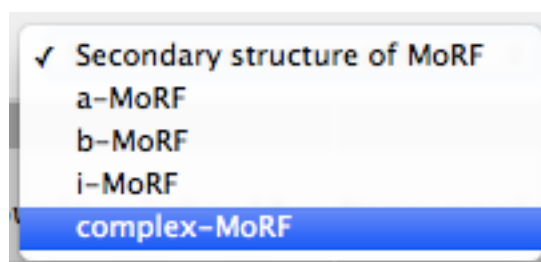 ✓ Secondary structure of MoRF
a-MoRF
b-MoRF
i-MoRF
complex-MoRF